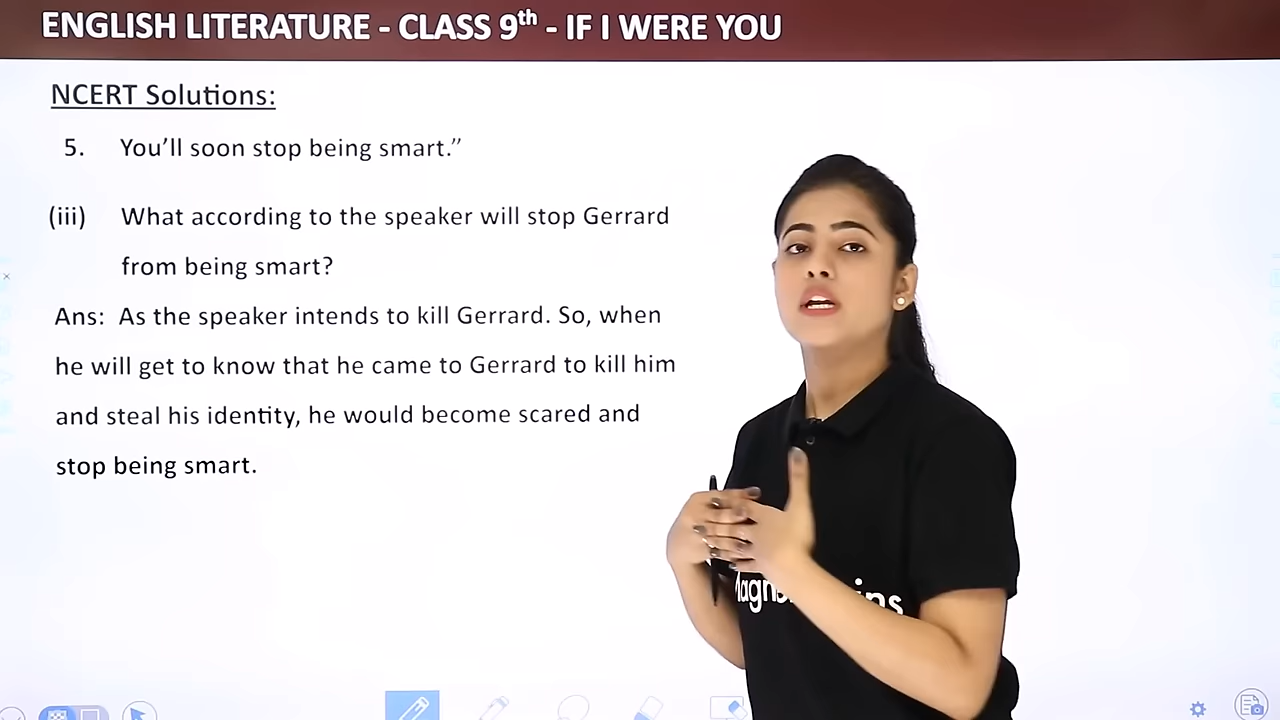 ENGLISH LITERATURE - CLASS 9th - IF I WERE YOU
NCERT Solutions:
5. You'll soon stop being smart.”
(iii) What according to the speaker will stop Gerrard
from being smart?
Ans: As the speaker intends to kill Gerrard. So, when
he will get to know that he came to Gerrard to kill him
and steal his identity, he would become scared and
stop being smart.